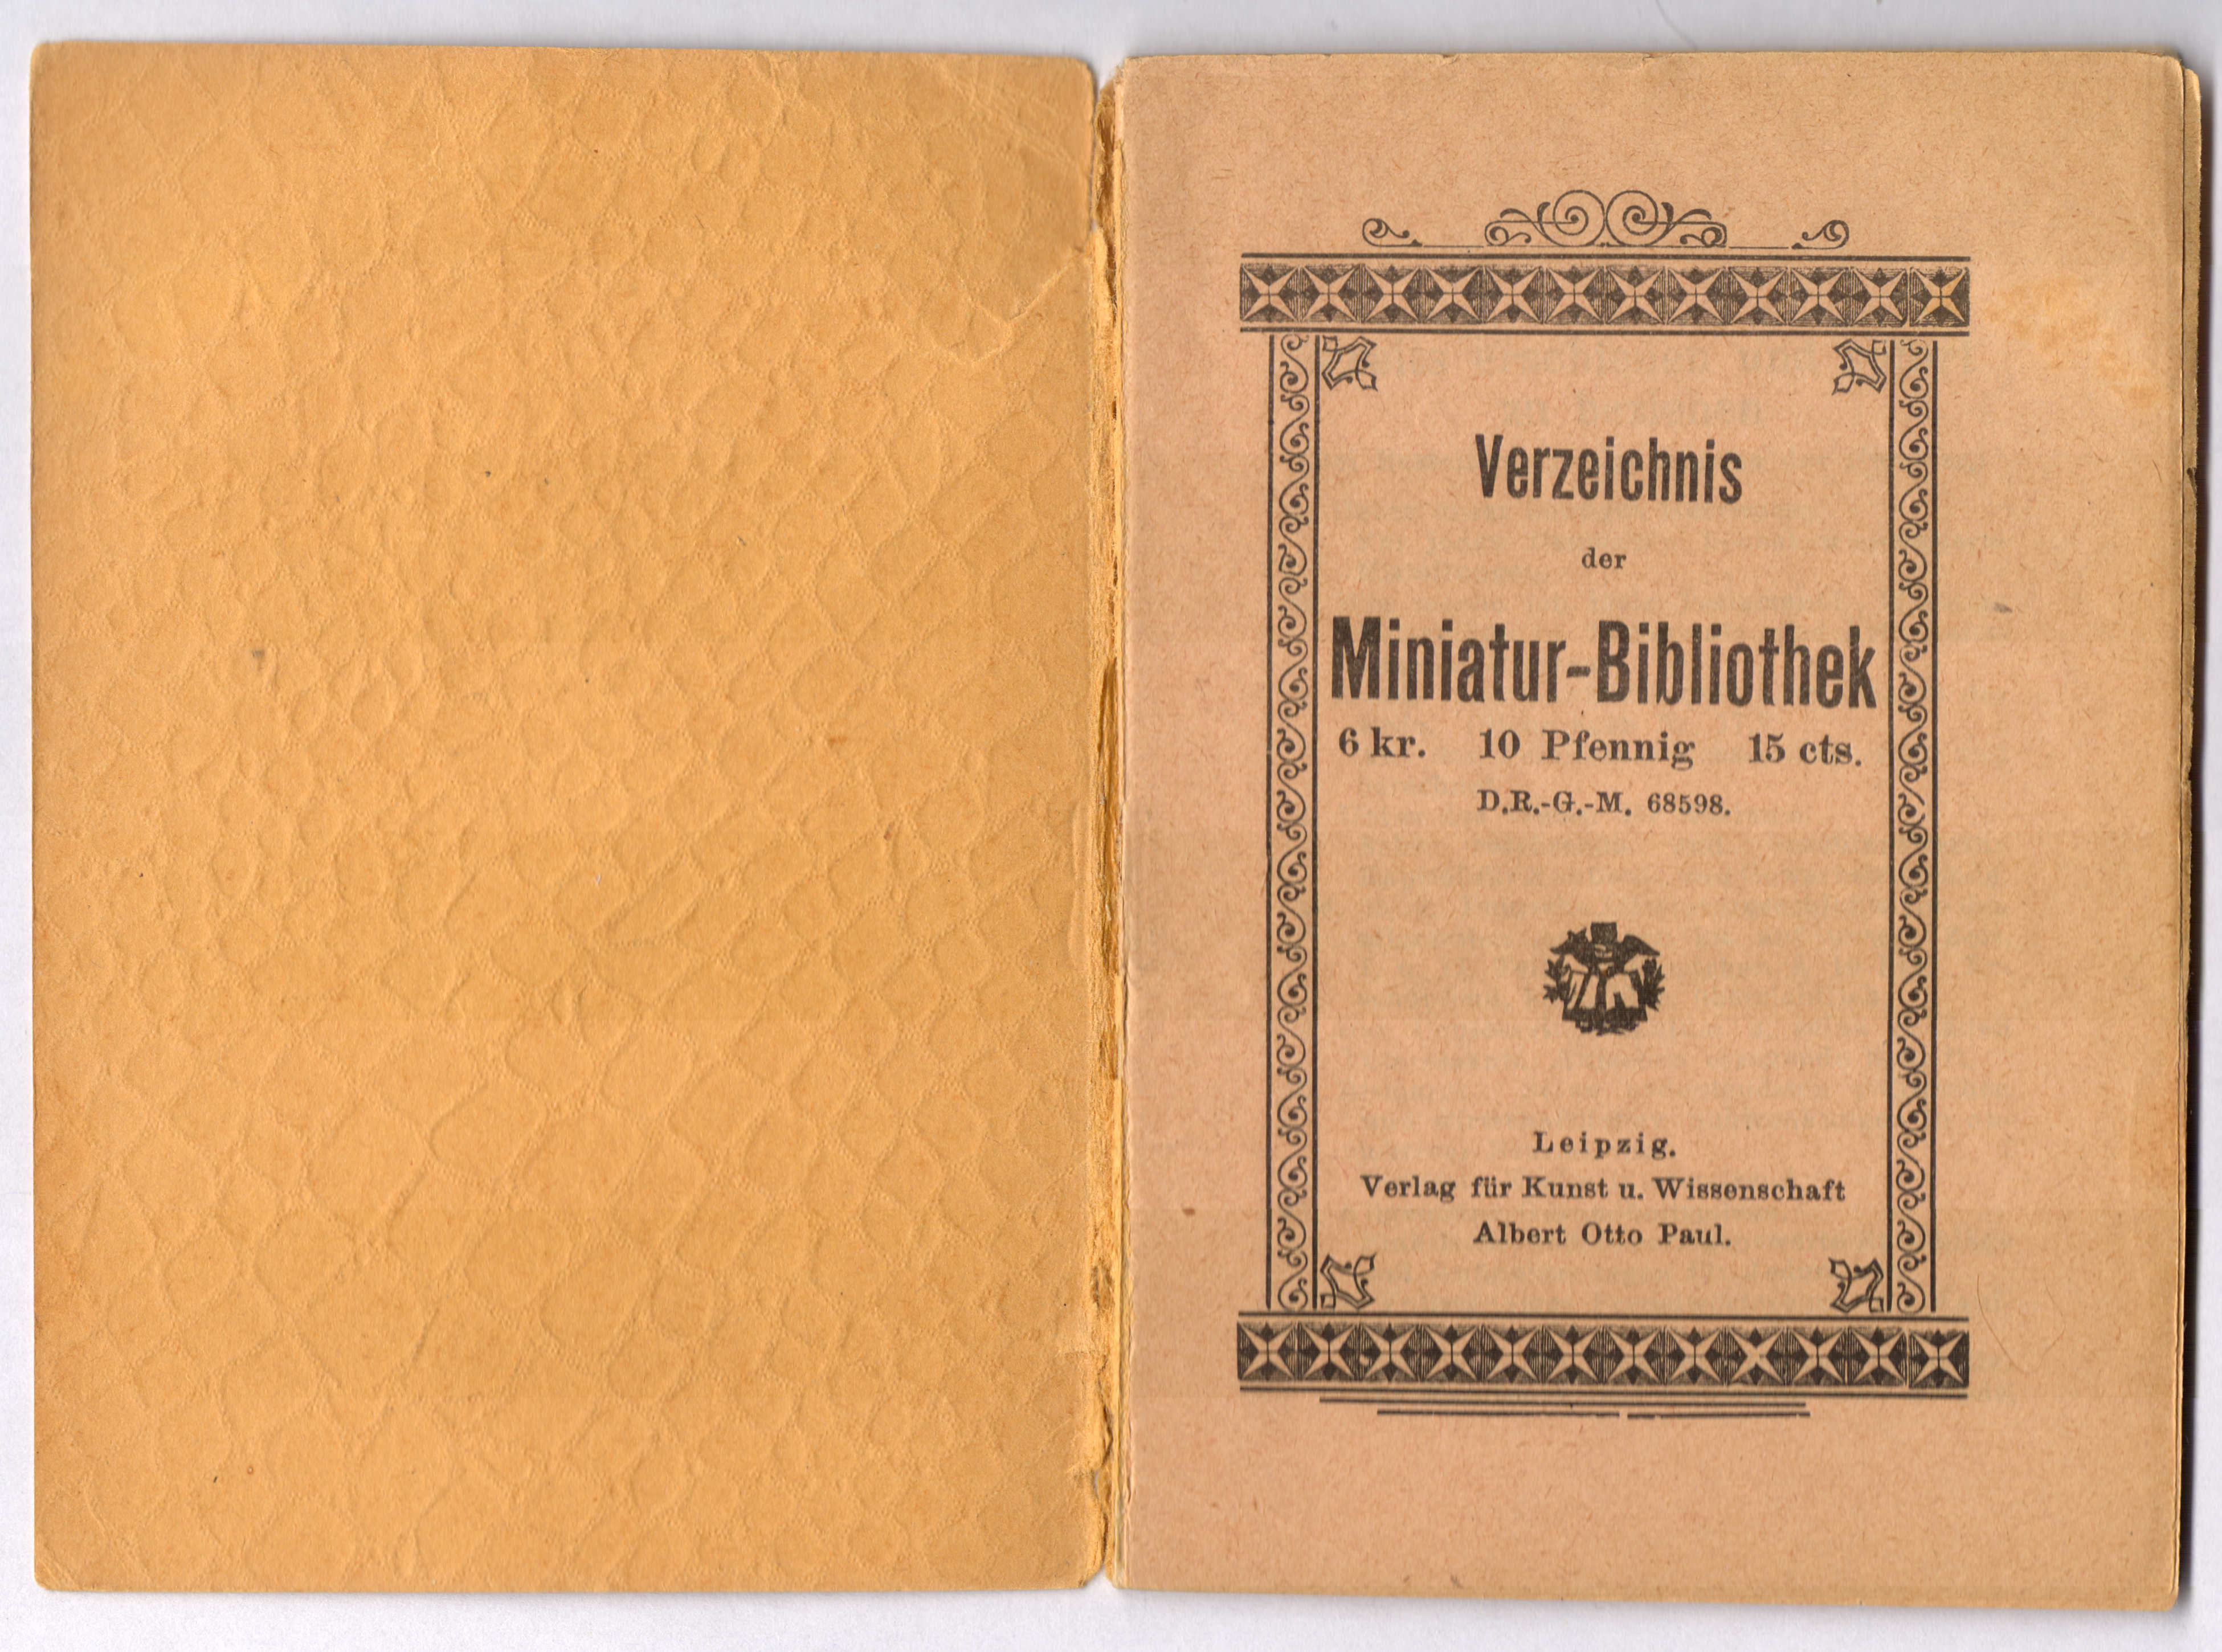 Verzeichnis
der
Miniatur-Bibliothek
6 kr. 10 Pfennig 15 cts.
D.R.-G.-M. 68598.
Leipzig.
Verlag für Kunst u. Wissenschaft
Albert Otto Paul.